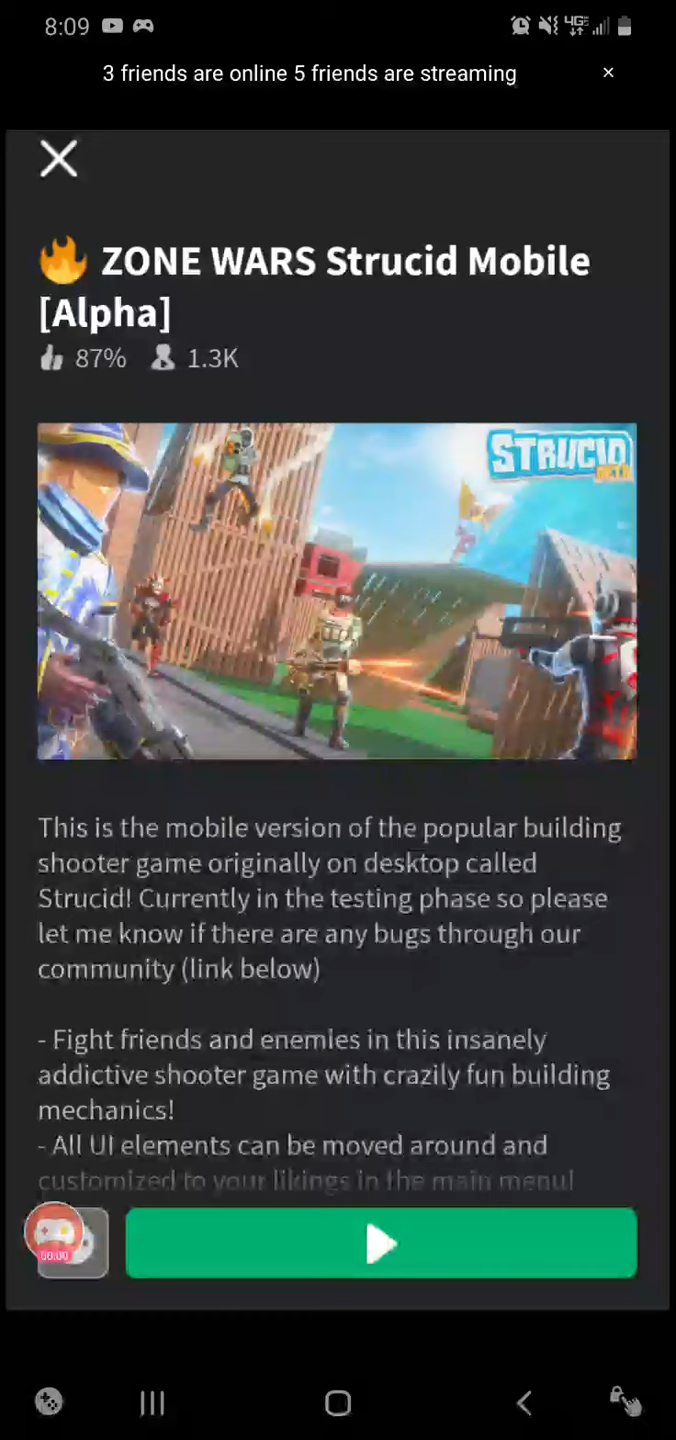 8:09
4GE
3 friends are online 5 friends are streaming
×
🔥 ZONE WARS Strucid Mobile
[Alpha]
87% 1.3K
STRUCID
BETA
This is the mobile version of the popular building
shooter game originally on desktop called
Strucid! Currently in the testing phase so please
let me know if there are any bugs through our
community (link below)
- Fight friends and enemies in this insanely
addictive shooter game with crazily fun building
mechanics!
- All UI elements can be moved around and
customized to your likings in the main menu!
00:00